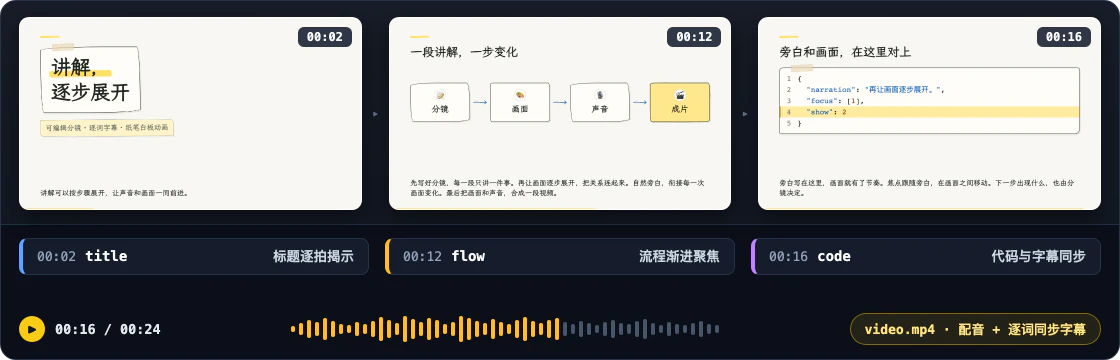 00:02
讲解，
逐步展开
可编辑分镜・逐词字幕・纸笔白板动画
讲解可以按步骤展开，让声音和画面一同前进。
00:12
一段讲解，一步变化
分镜
画面
声音
成片
先写好分镜，每一段只讲一件事。再让画面逐步展开，把关系连起来。自然旁白，衔接每一次
画面变化。最后把画面和声音，合成一段视频。
00:16
旁白和画面，在这里对上
1 {
2 "narration": "再让画面逐步展开。",
3 "focus": [1],
4 "show": 2
5 }
旁白写在这里，画面就有了节奏。焦点跟随旁白，在画面之间移动。下一步出现什么，也由分
镜决定。
00:02 title 标题逐拍揭示
00:12 flow 流程渐进聚焦
00:16 code 代码与字幕同步
00:16 / 00:24
video.mp4 · 配音 + 逐词同步字幕